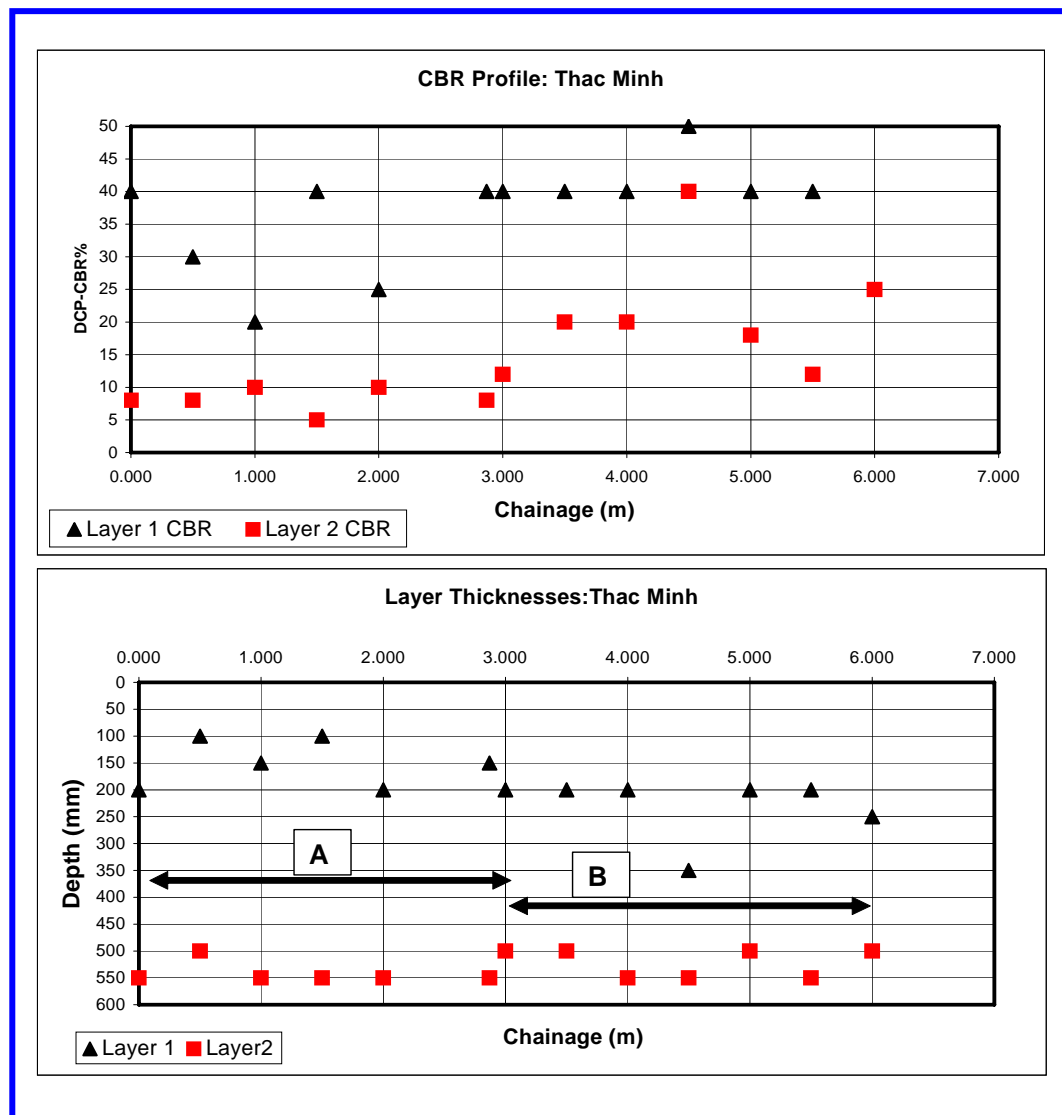 CBR Profile: Thac Minh
50
45
40
35
30
25
20
15
10
5
0
DCP-CBR%
0.000 1.000 2.000 3.000 4.000 5.000 6.000 7.000
Chainage (m)
Layer 1 CBR Layer 2 CBR
Layer Thicknesses:Thac Minh
0.000 1.000 2.000 3.000 4.000 5.000 6.000 7.000
0
50
100
150
200
250
300
350
400
450
500
550
600
Depth (mm)
A
B
Chainage (m)
Layer 1 Layer2